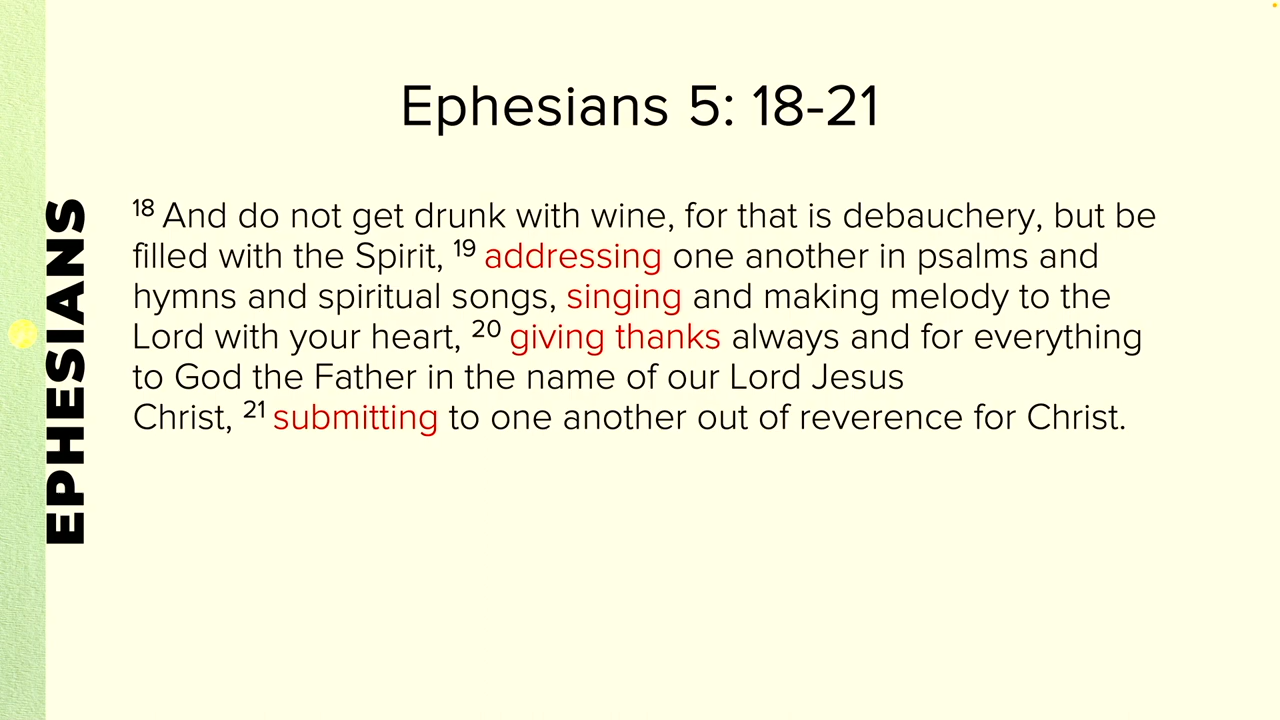 Ephesians 5: 18-21
EPHESIANS
18 And do not get drunk with wine, for that is debauchery, but be
filled with the Spirit, 19 addressing one another in psalms and
hymns and spiritual songs, singing and making melody to the
Lord with your heart, 20 giving thanks always and for everything
to God the Father in the name of our Lord Jesus
Christ, 21 submitting to one another out of reverence for Christ.